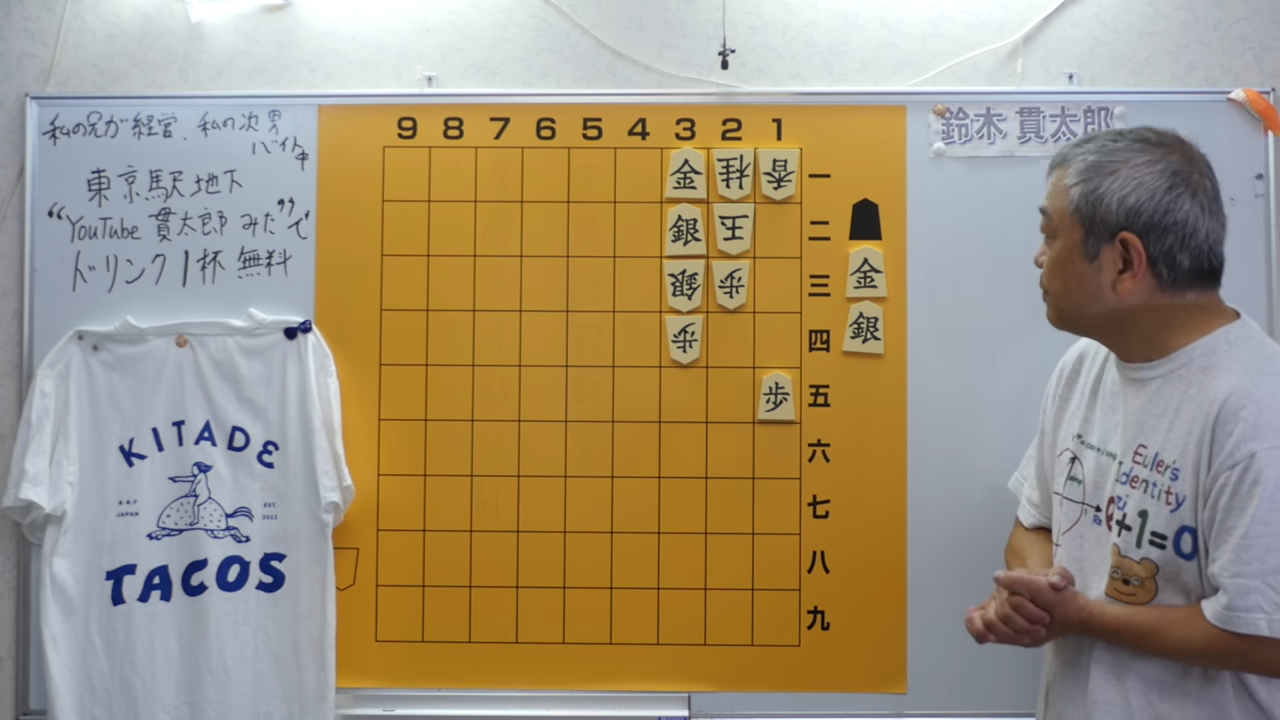 私の兄が経営、私の次男
バイト中
東京駅地下
“YouTube 貫太郎 みた”で
ドリンク1杯 無料
KITADE
EST.
JAPAN
TACOS
9 8 7 6 5 4 3 2 1
金 桂 香 一
銀 玉 二
銀 歩 三
歩 四
歩 五
六
七
八
九
金
銀
鈴木 貫太郎
Euler's
Identity
+1=0